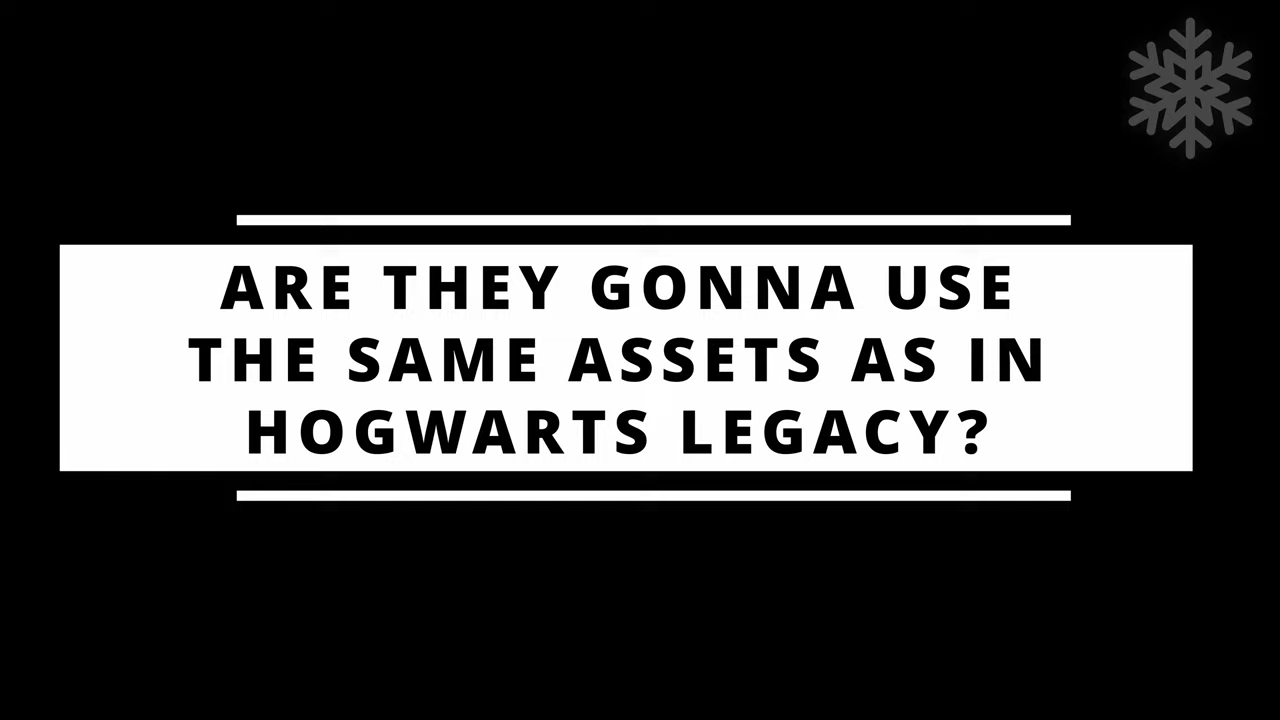 ARE THEY GONNA USE
THE SAME ASSETS AS IN
HOGWARTS LEGACY?